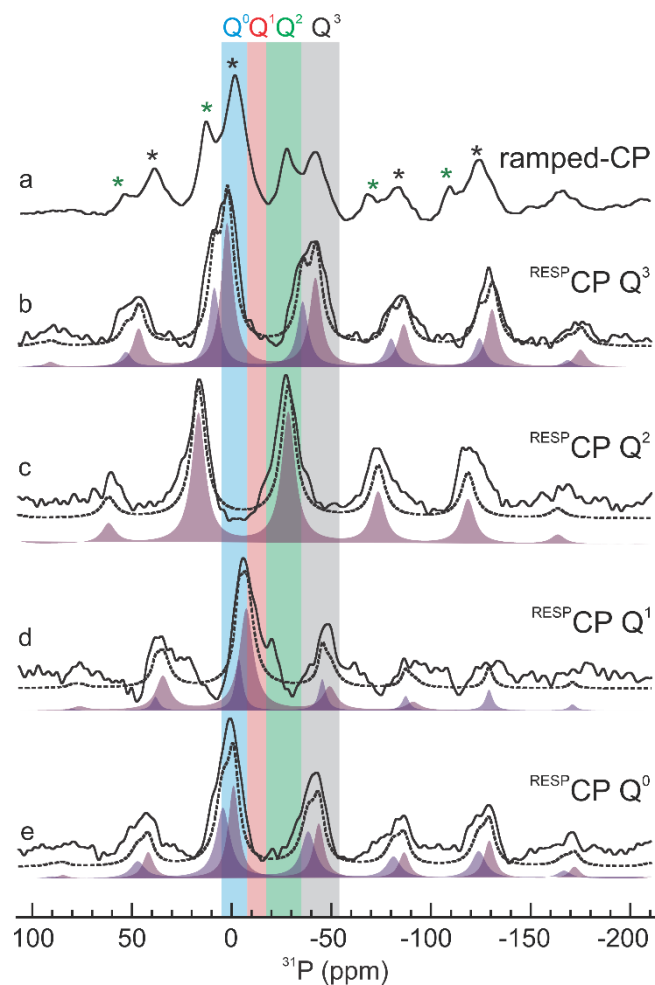 Q⁰ Q¹ Q² Q³
* * * * * * * *
a ramped-CP
b ᴿᴱˢᴾCP Q³
c ᴿᴱˢᴾCP Q²
d ᴿᴱˢᴾCP Q¹
e ᴿᴱˢᴾCP Q⁰
100 50 0 -50 -100 -150 -200
³¹P (ppm)